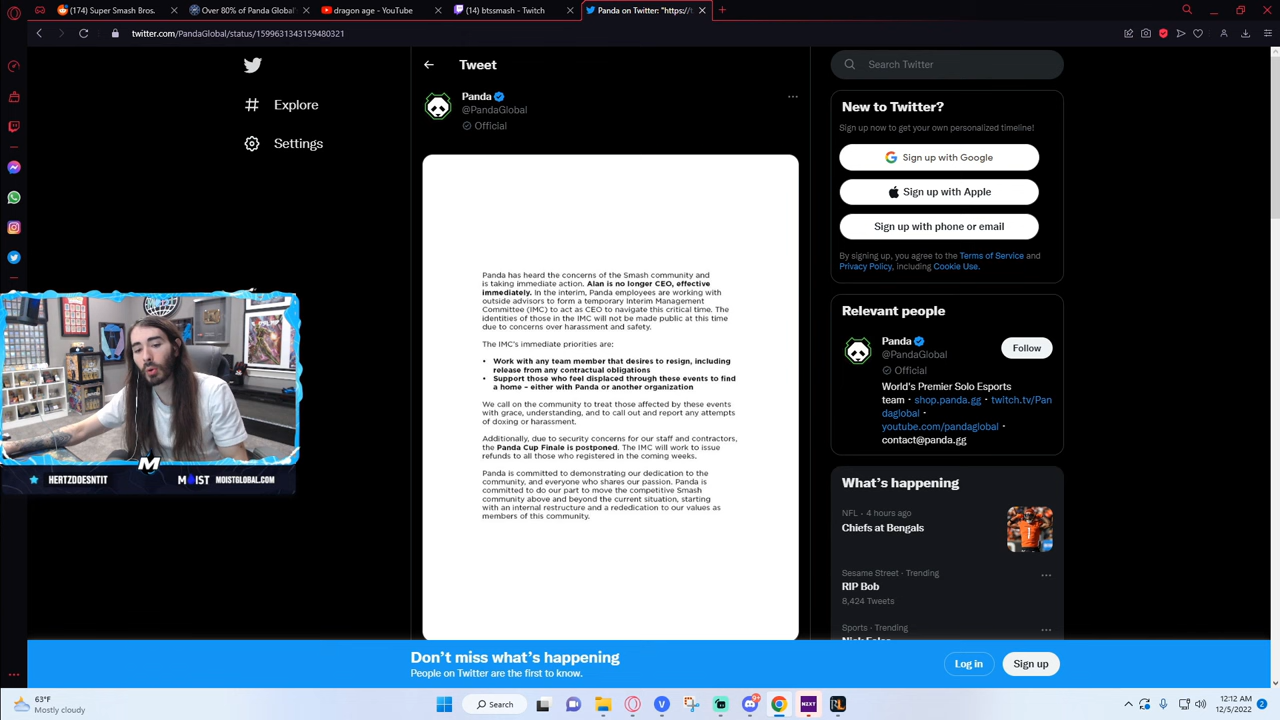 (174) Super Smash Bros.
Over 80% of Panda Global
dragon age - YouTube
btssmash - Twitch
Panda on Twitter: "https://t
twitter.com/PandaGlobal/status/1599631343159480321
Explore
Settings
Tweet
Panda
@PandaGlobal
Official
Panda has heard the concerns of the Smash community and
is taking immediate action. Alan is no longer CEO, effective
immediately. In the interim, Panda employees are working with
outside advisors to form a temporary Interim Management
Committee (IMC) to act as CEO to navigate this critical time. The
identities of those in the IMC will not be made public at this time
due to concerns over harassment and safety.
The IMC's immediate priorities are:
• Work with any team member that desires to resign, including
release from any contractual obligations
• Support those who feel displaced through these events to find
a home – either with Panda or another organization
We call on the community to treat those affected by these events
with grace, understanding, and to call out and report any attempts
of doxing or harassment.
Additionally, due to security concerns for our staff and contractors,
the Panda Cup Finale is postponed. The IMC will work to issue
refunds to all those who registered in the coming weeks.
Panda is committed to demonstrating our dedication to the
community, and everyone who shares our passion. Panda is
committed to do our part to move the competitive Smash
community above and beyond the current situation, starting
with an internal restructure and a rededication to our values as
members of this community.
Search Twitter
New to Twitter?
Sign up now to get your own personalized timeline!
Sign up with Google
Sign up with Apple
Sign up with phone or email
By signing up, you agree to the Terms of Service and
Privacy Policy, including Cookie Use.
Relevant people
Panda
@PandaGlobal
Follow
Official
World's Premier Solo Esports
team • shop.panda.gg • twitch.tv/Pan
daglobal •
youtube.com/pandaglobal •
contact@panda.gg
What's happening
NFL · 4 hours ago
Chiefs at Bengals
Sesame Street · Trending
RIP Bob
8,424 Tweets
Sports · Trending
M
HERTZDOESNTIT
MOIST
MOISTGLOBAL.COM
Don't miss what's happening
People on Twitter are the first to know.
Log in
Sign up
63°F
Mostly cloudy
Search
12:12 AM
12/5/2022
2